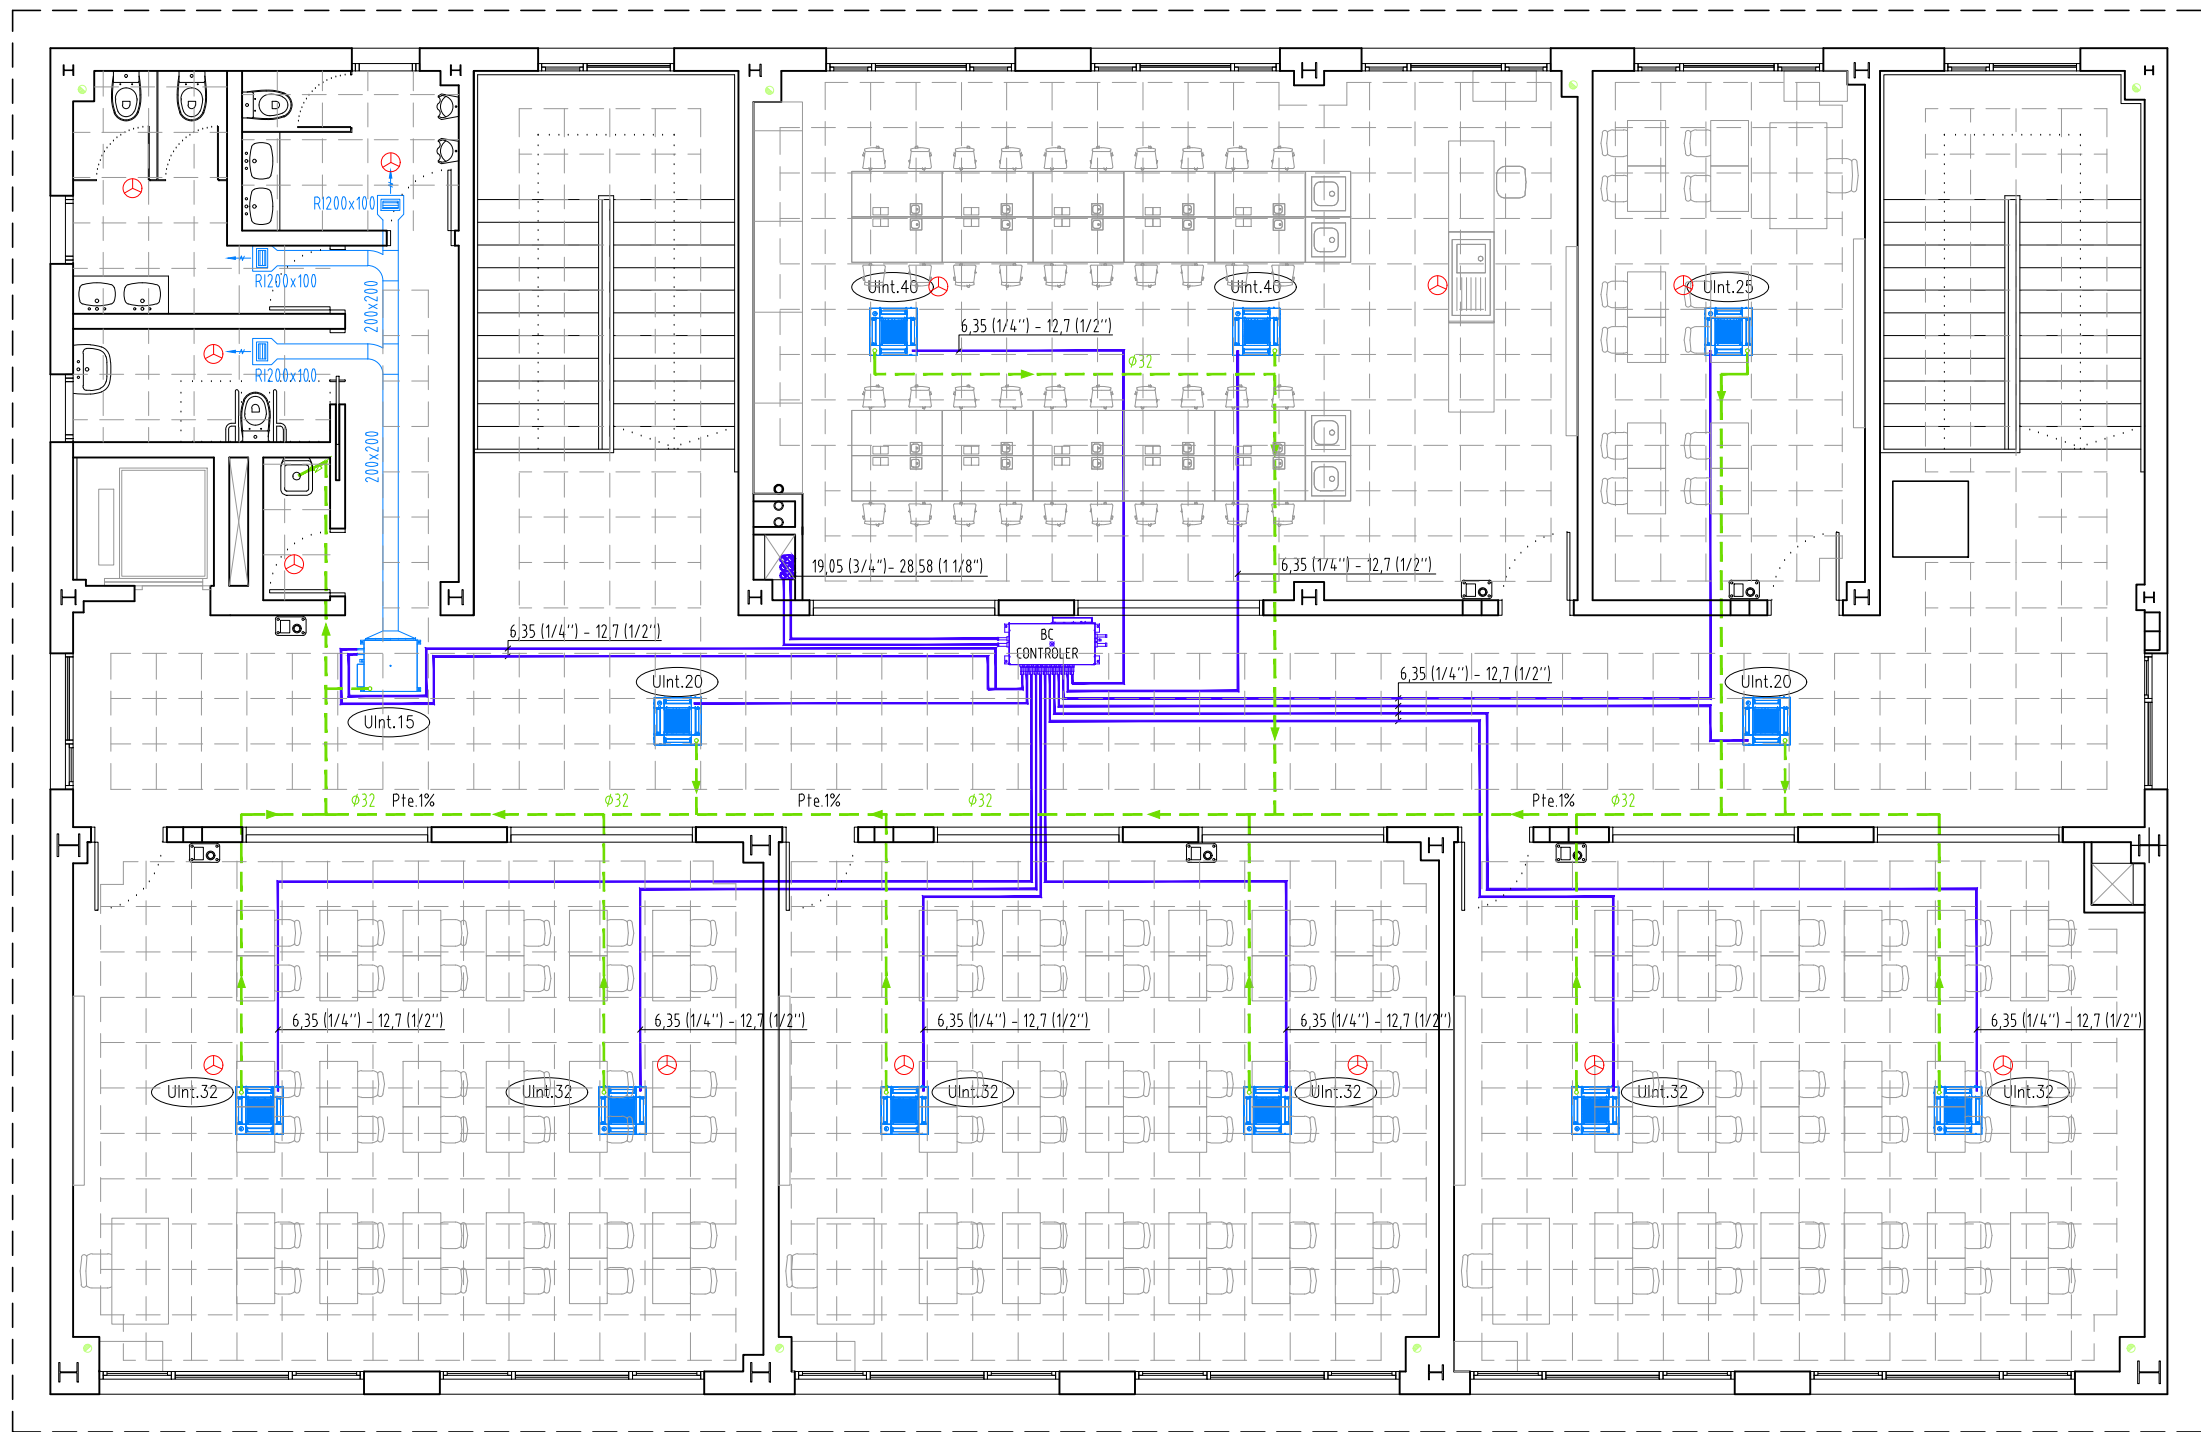 RI200x100
RI200x100
200x200
RI200x100
200x200
UInt.40
UInt.40
UInt.25
6,35 (1/4'') - 12,7 (1/2'')
Ø32
19,05 (3/4")- 28,58 (1 1/8")
6,35 (1/4'') - 12,7 (1/2'')
6,35 (1/4'') - 12,7 (1/2'')
BC
CONTROLER
UInt.15
UInt.20
6,35 (1/4'') - 12,7 (1/2'')
UInt.20
Ø32
Pte.1%
Ø32
Pte.1%
Ø32
Pte.1%
Ø32
6,35 (1/4'') - 12,7 (1/2'')
6,35 (1/4'') - 12,7 (1/2'')
6,35 (1/4'') - 12,7 (1/2'')
6,35 (1/4'') - 12,7 (1/2'')
6,35 (1/4'') - 12,7 (1/2'')
UInt.32
UInt.32
UInt.32
UInt.32
UInt.32
UInt.32